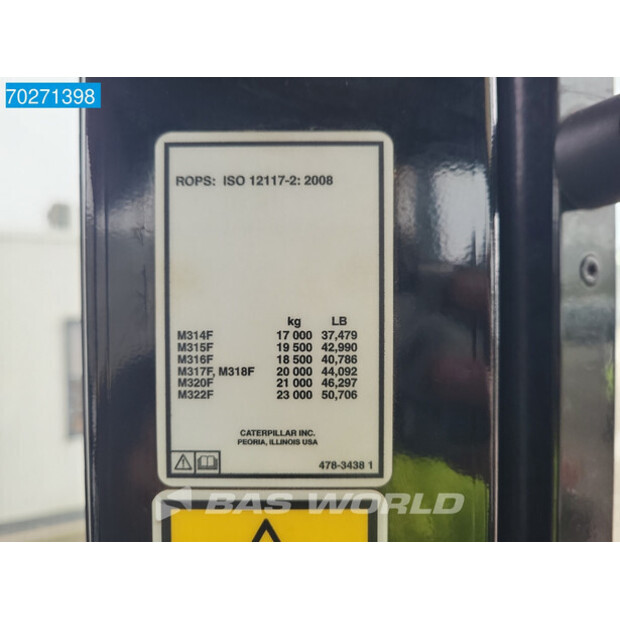 70271398
ROPS: ISO 12117-2: 2008
kg LB
M314F 17 000 37,479
M315F 19 500 42,990
M316F 18 500 40,786
M317F, M318F 20 000 44,092
M320F 21 000 46,297
M322F 23 000 50,706
CATERPILLAR INC.
PEORIA, ILLINOIS USA
478-3438 1
BAS WORLD